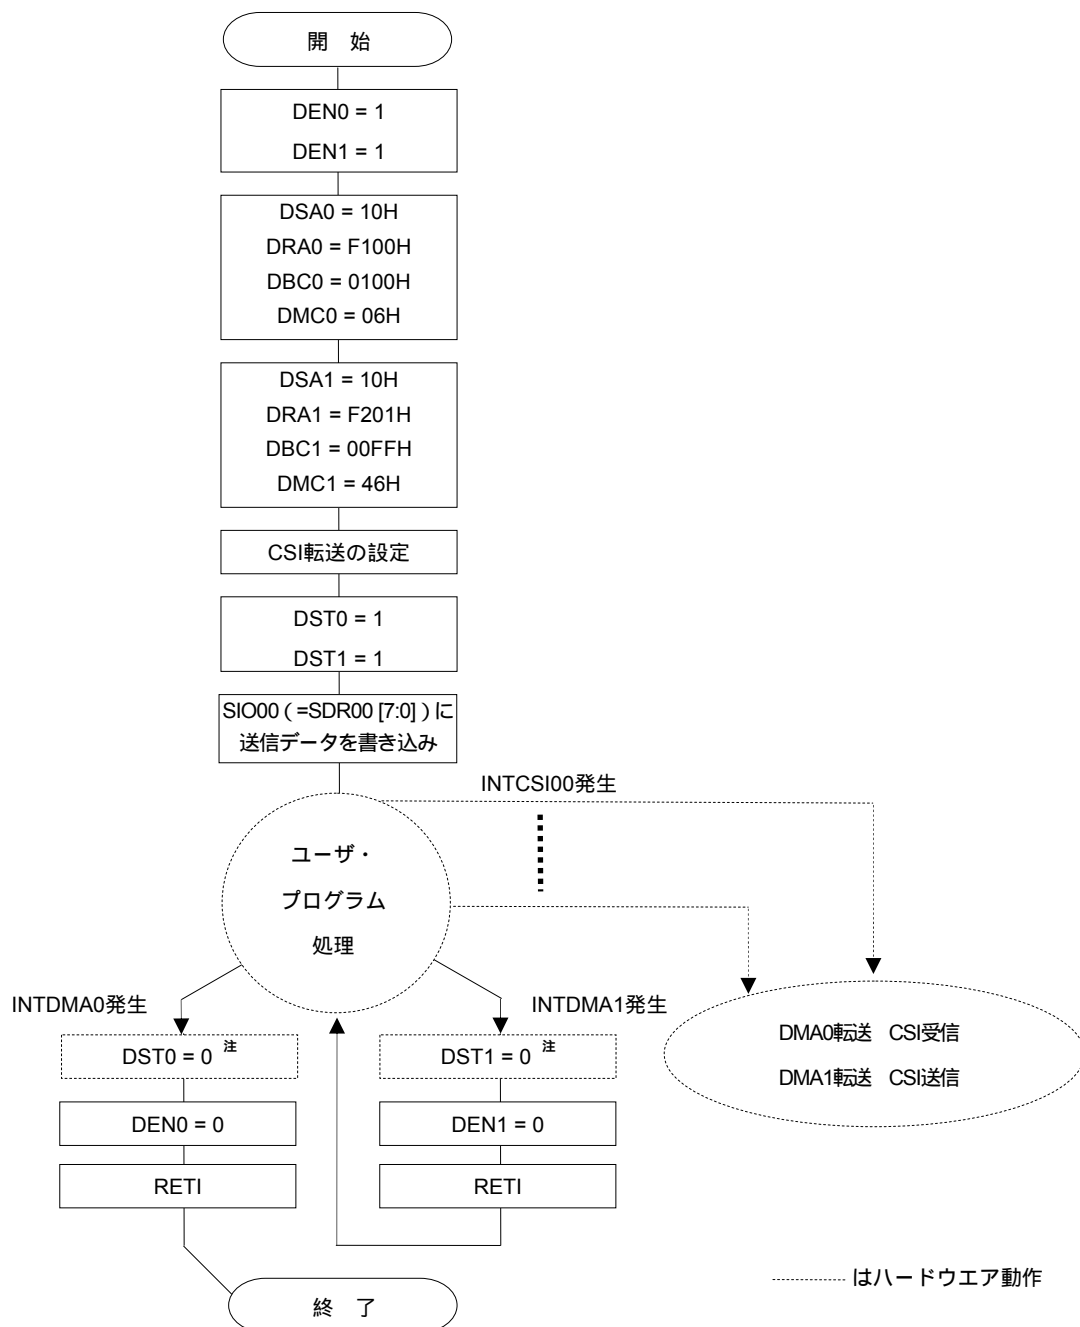 開 始
DEN0 = 1
DEN1 = 1
DSA0 = 10H
DRA0 = F100H
DBC0 = 0100H
DMC0 = 06H
DSA1 = 10H
DRA1 = F201H
DBC1 = 00FFH
DMC1 = 46H
CSI転送の設定
DST0 = 1
DST1 = 1
SIO00（=SDR00 [7:0]）に
送信データを書き込み
INTCSI00発生
ユーザ・
プログラム
処理
INTDMA0発生
INTDMA1発生
DST0 = 0 注
DST1 = 0 注
DMA0転送 CSI受信
DMA1転送 CSI送信
DEN0 = 0
DEN1 = 0
RETI
RETI
はハードウエア動作
終 了